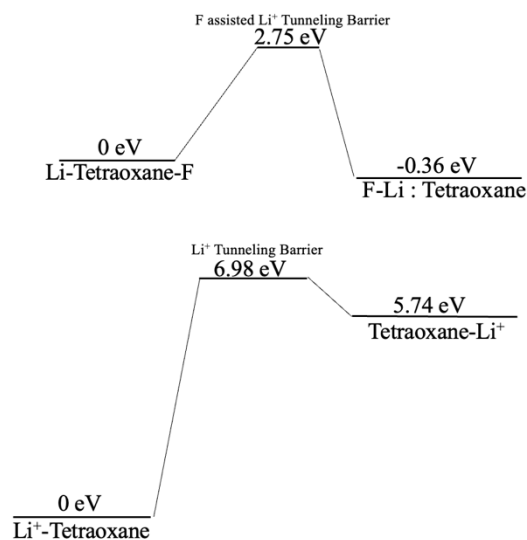 F assisted Li⁺ Tunneling Barrier
2.75 eV
0 eV
Li-Tetraoxane-F
-0.36 eV
F-Li : Tetraoxane
Li⁺ Tunneling Barrier
6.98 eV
5.74 eV
Tetraoxane-Li⁺
0 eV
Li⁺-Tetraoxane